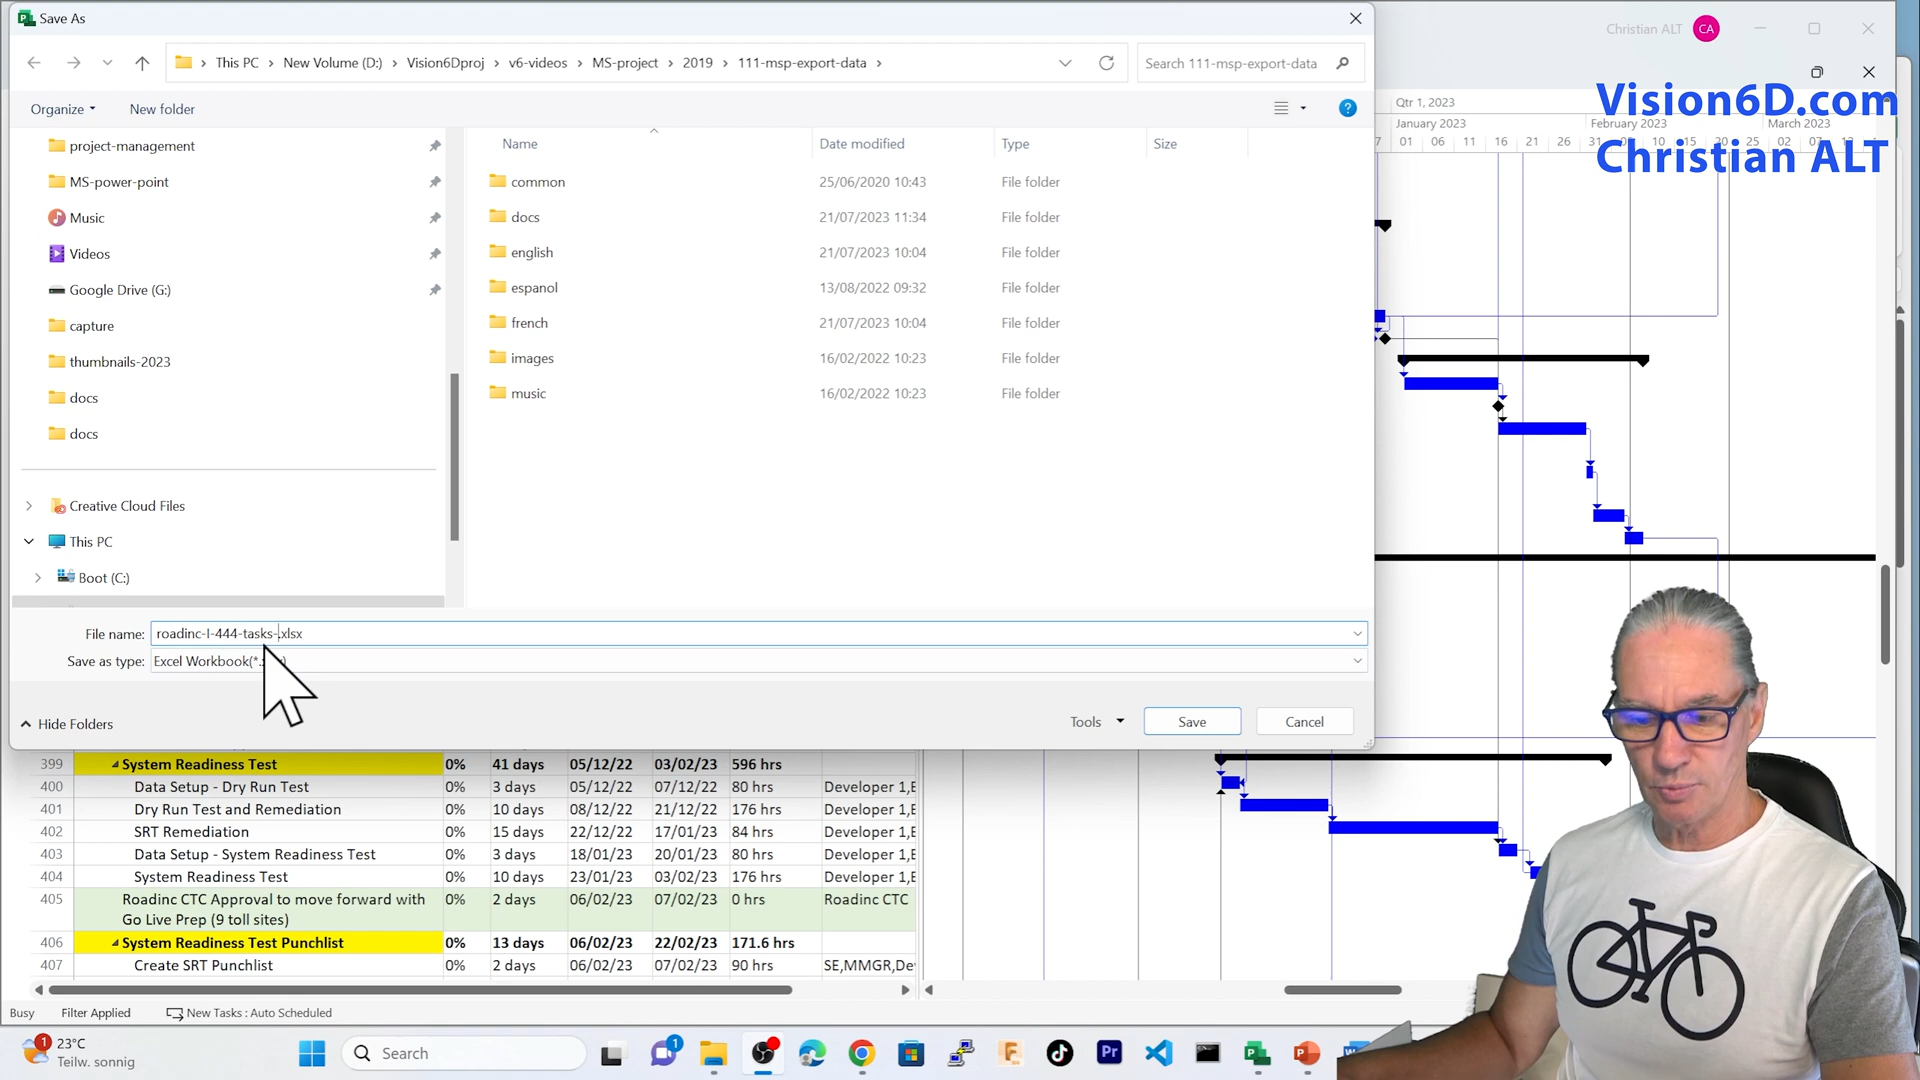 Save As
Christian ALT CA
This PC New Volume (D:) Vision6Dproj v6-videos MS-project 2019 111-msp-export-data
Search 111-msp-export-data
Organize New folder
Name Date modified Type Size
project-management
MS-power-point
Music
Videos
Google Drive (G:)
capture
thumbnails-2023
docs
docs
Creative Cloud Files
This PC
Boot (C:)
common 25/06/2020 10:43 File folder
docs 21/07/2023 11:34 File folder
english 21/07/2023 10:04 File folder
espanol 13/08/2022 09:32 File folder
french 21/07/2023 10:04 File folder
images 16/02/2022 10:23 File folder
music 16/02/2022 10:23 File folder
File name: roadinc-I-444-tasks-.xlsx
Save as type: Excel Workbook(*.
Hide Folders
Tools Save Cancel
Vision6D.com
Christian ALT
Qtr 1, 2023
January 2023 February 2023 March 2023
01 06 11 16 21 26 31 10 15 20 25 02
399 System Readiness Test 0% 41 days 05/12/22 03/02/23 596 hrs
400 Data Setup - Dry Run Test 0% 3 days 05/12/22 07/12/22 80 hrs Developer 1,E
401 Dry Run Test and Remediation 0% 10 days 08/12/22 21/12/22 176 hrs Developer 1,E
402 SRT Remediation 0% 15 days 22/12/22 17/01/23 84 hrs Developer 1,E
403 Data Setup - System Readiness Test 0% 3 days 18/01/23 20/01/23 80 hrs Developer 1,E
404 System Readiness Test 0% 10 days 23/01/23 03/02/23 176 hrs Developer 1,E
405 Roadinc CTC Approval to move forward with 0% 2 days 06/02/23 07/02/23 0 hrs Roadinc CTC
Go Live Prep (9 toll sites)
406 System Readiness Test Punchlist 0% 13 days 06/02/23 22/02/23 171.6 hrs
407 Create SRT Punchlist 0% 2 days 06/02/23 07/02/23 90 hrs SE,MMGR,De
Busy Filter Applied New Tasks : Auto Scheduled
1 23°C
Teilw. sonnig
Search
1
Pr